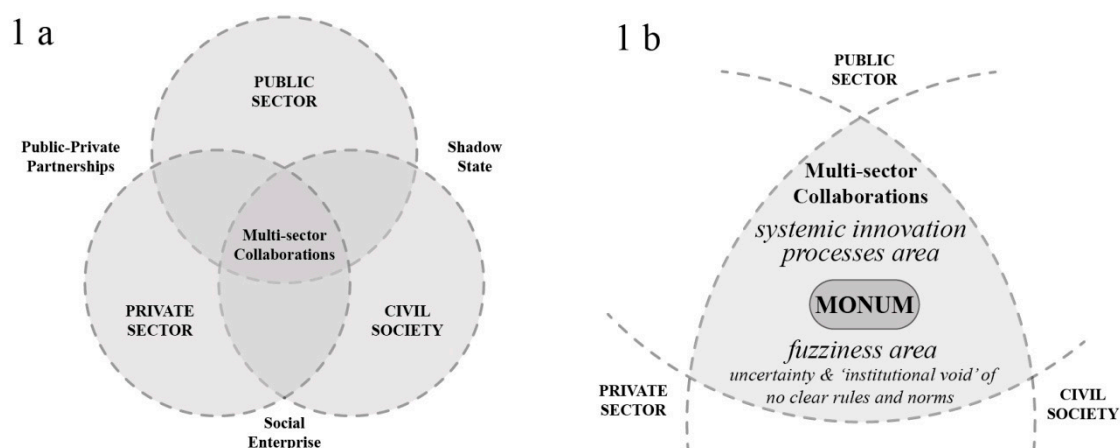 1 a
PUBLIC
SECTOR
Public-Private
Partnerships
Shadow
State
Multi-sector
Collaborations
PRIVATE
SECTOR
CIVIL
SOCIETY
Social
Enterprise
1 b
PUBLIC
SECTOR
Multi-sector
Collaborations
systemic innovation
processes area
MONUM
fuzziness area
uncertainty & ‘institutional void’ of
no clear rules and norms
PRIVATE
SECTOR
CIVIL
SOCIETY